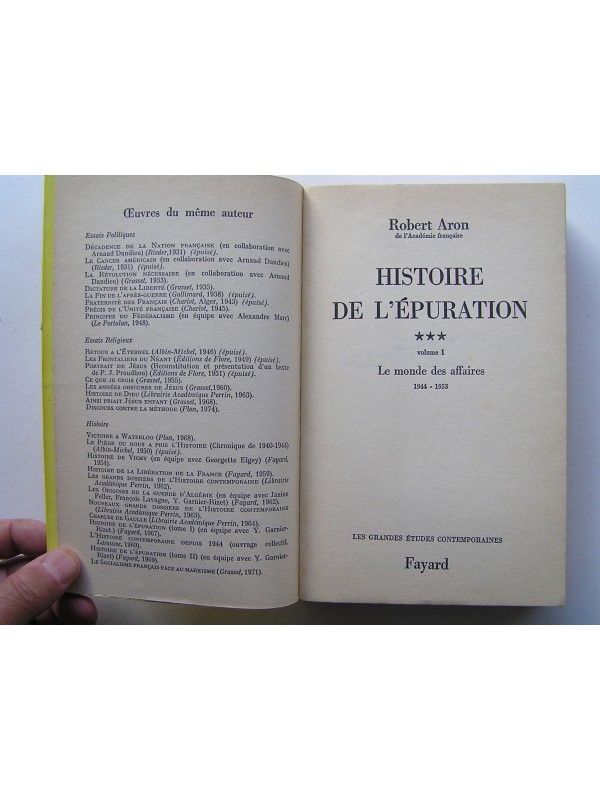 Œuvres du même auteur
Essais Politiques
DÉCADENCE DE LA NATION FRANÇAISE (en collaboration avec
Arnaud Dandieu) (Rieder,1931) (épuisé).
LE CANCER AMÉRICAIN (en collaboration avec Arnaud Dandieu)
(Rieder, 1931) (épuisé).
LA RÉVOLUTION NÉCESSAIRE (en collaboration avec Arnaud
Dandieu) (Grasset, 1933).
DICTATURE DE LA LIBERTÉ (Grasset, 1935).
LA FIN DE L'APRÈS-GUERRE (Gallimard, 1938) (épuisé).
FRATERNITÉ DES FRANÇAIS (Charlot, Alger, 1943) (épuisé).
PRÉCIS DE L'UNITÉ FRANÇAISE (Charlot, 1945).
PRINCIPES DU FÉDÉRALISME (en équipe avec Alexandre Marc)
(Le Portulan, 1948).
Essais Religieux
RETOUR A L'ÉTERNEL (Albin-Michel, 1946) (épuisé).
LES FRONTALIERS DU NÉANT (Éditions de Flore, 1949) (épuisé).
PORTRAIT DE JÉSUS (Reconstitution et présentation d'un texte
de P. J. Proudhon) (Éditions de Flore, 1951) (épuisé).
CE QUE JE CROIS (Grasset, 1955).
LES ANNÉES OBSCURES DE JÉSUS (Grasset,1960).
HISTOIRE DE DIEU (Librairie Académique Perrin, 1963).
AINSI PRIAIT JÉSUS ENFANT (Grasset, 1968).
DISCOURS CONTRE LA MÉTHODE (Plon, 1974).
Histoire
VICTOIRE A WATERLOO (Plon, 1968).
LE PIÈGE OU NOUS A PRIS L'HISTOIRE (Chronique de 1940-1944)
(Albin-Michel, 1950) (épuisé).
HISTOIRE DE VICHY (en équipe avec Georgette Elgey) (Fayard,
1954).
HISTOIRE DE LA LIBÉRATION DE LA FRANCE (Fayard, 1959).
LES GRANDS DOSSIERS DE L'HISTOIRE CONTEMPORAINE (Librairie
Académique Perrin, 1962).
LES ORIGINES DE LA GUERRE D'ALGÉRIE (en équipe avec Janine
Feller, François Lavagne, Y. Garnier-Rizet) (Fayard, 1962).
NOUVEAUX GRANDS DOSSIERS DE L'HISTOIRE CONTEMPORAINE
(Librairie Académique Perrin, 1963).
CHARLES DE GAULLE (Librairie Académique Perrin, 1964).
HISTOIRE DE L'ÉPURATION (tome I) (en équipe avec Y. Garnier-
Rizet) (Fayard, 1967).
L'HISTOIRE CONTEMPORAINE DEPUIS 1944 (ouvrage collectif,
Larousse, 1969).
HISTOIRE DE L'ÉPURATION (tome II) (en équipe avec Y. Garnier-
Rizet) (Fayard, 1969).
LE SOCIALISME FRANÇAIS FACE AU MARXISME (Grasset, 1971).
Robert Aron
de l'Académie française
HISTOIRE
DE L'ÉPURATION
★★★
volume I
Le monde des affaires
1944 - 1953
LES GRANDES ÉTUDES CONTEMPORAINES
Fayard